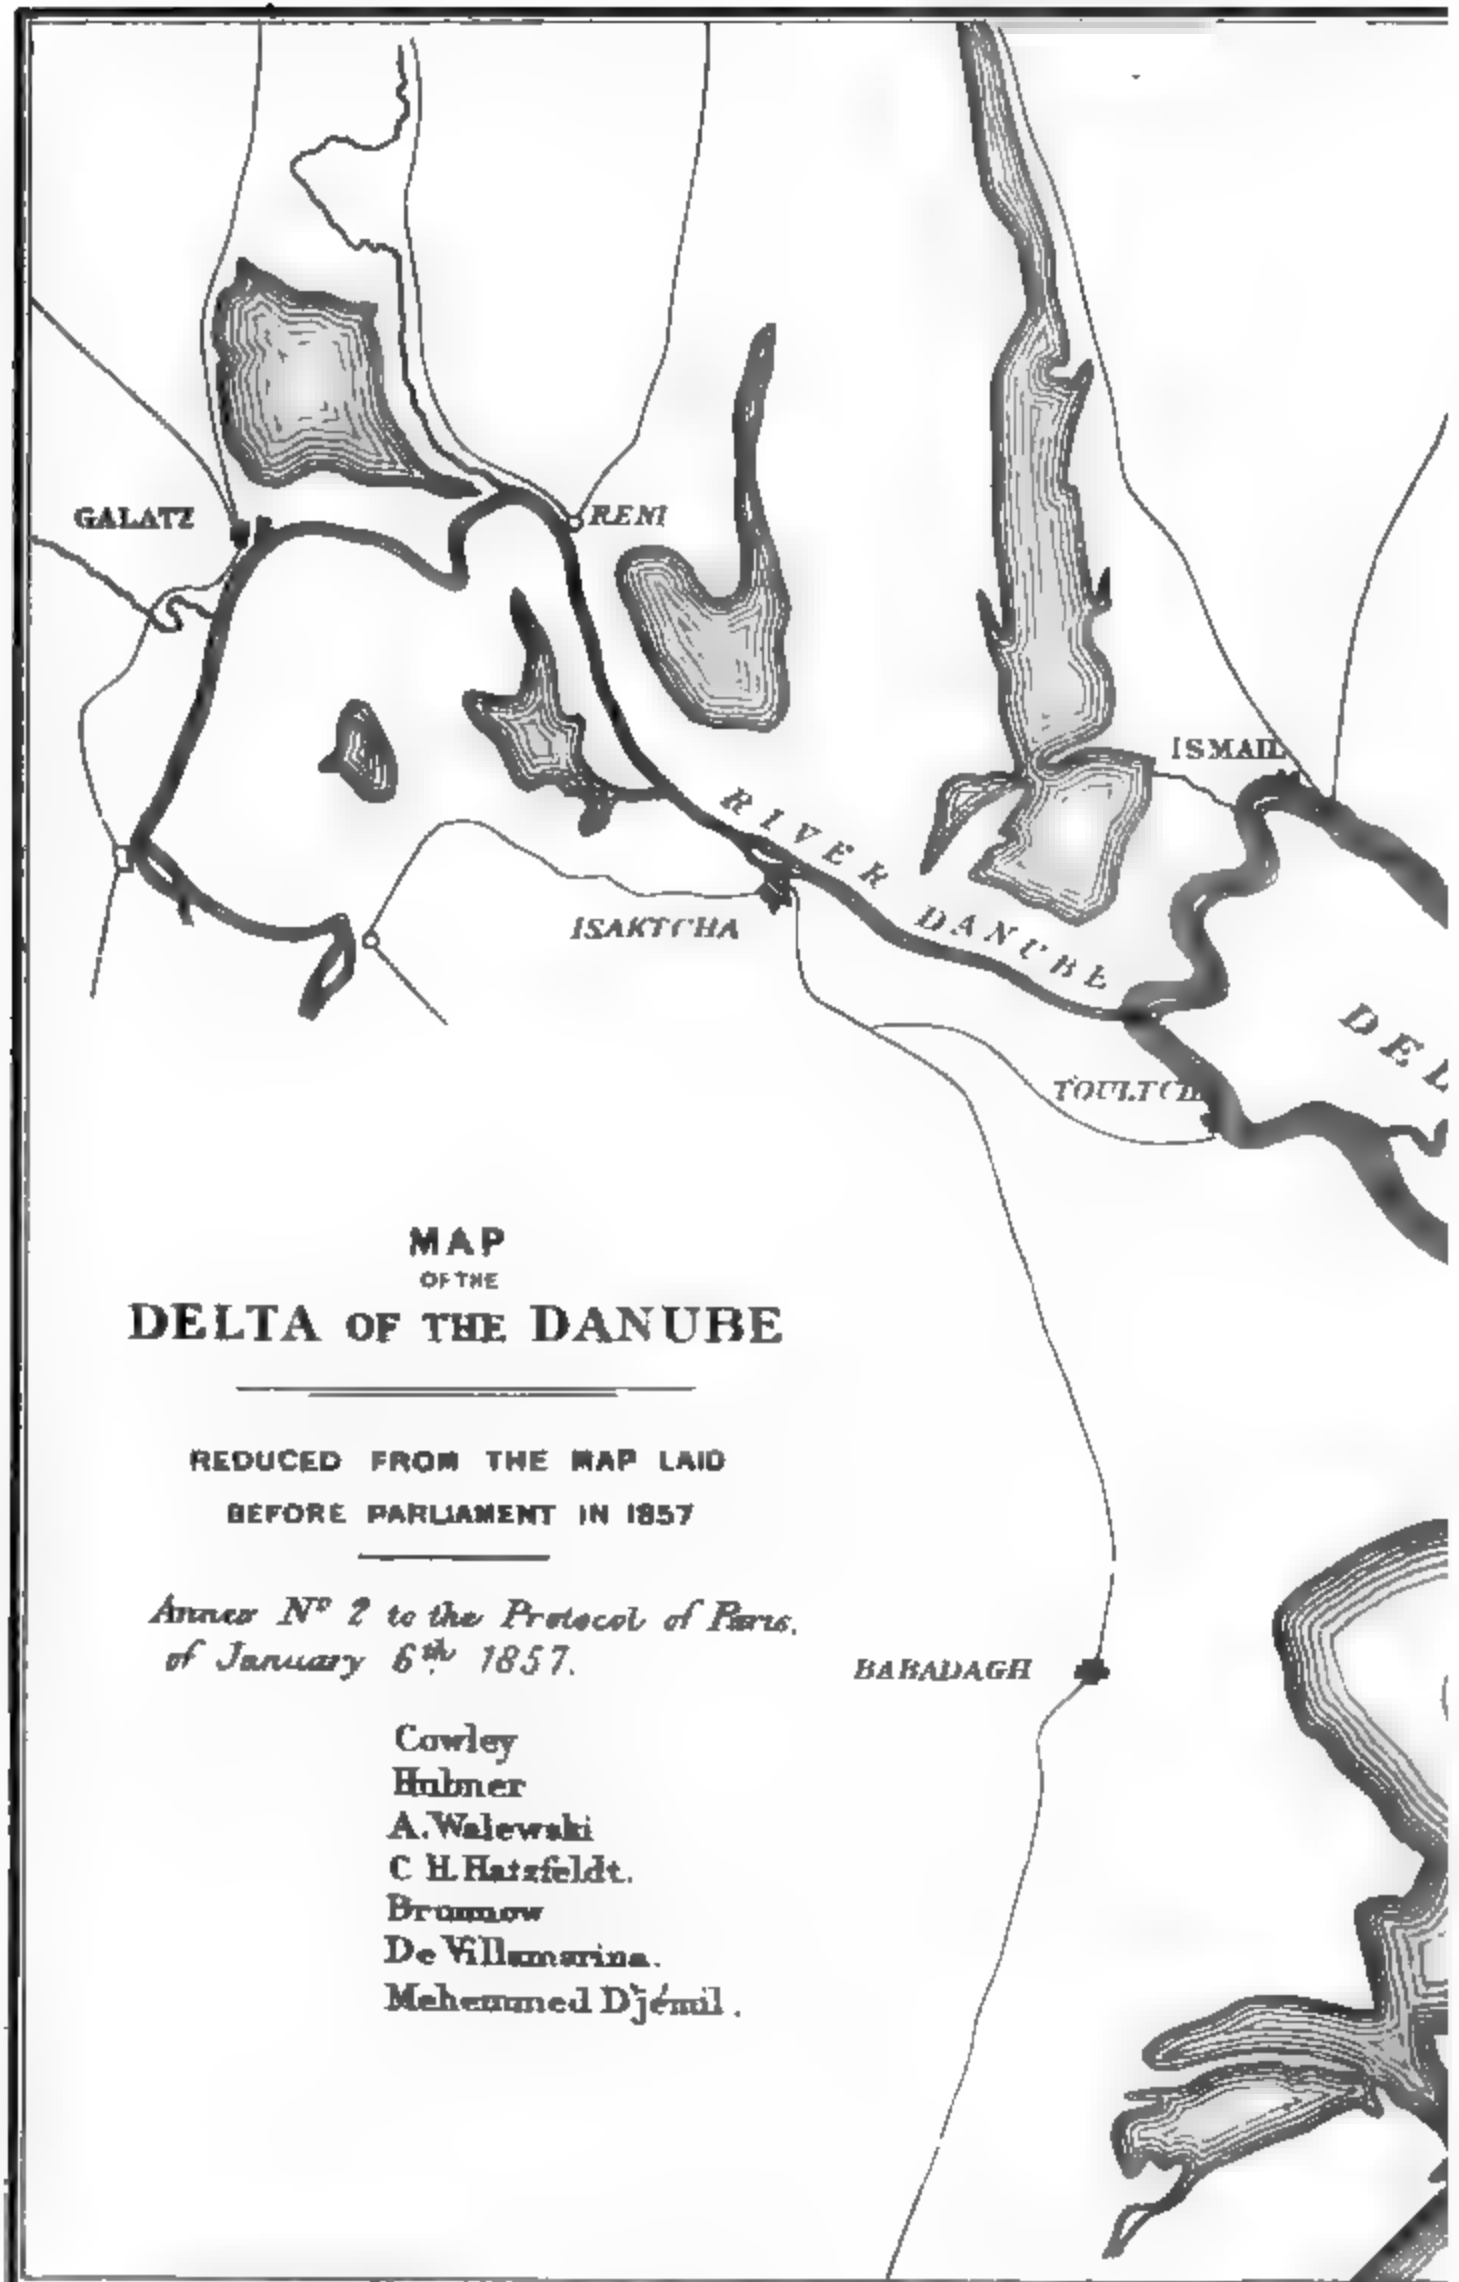 GALATZ
RENI
ISMAIL
RIVER DANUBE
ISAKTCHA
DEL
TOULTCH
MAP
OF THE
DELTA OF THE DANUBE
REDUCED FROM THE MAP LAID
BEFORE PARLIAMENT IN 1857
Annex Nº 2 to the Protocol of Paris,
of January 6th 1857.
BABADAGH
Cowley
Hubner
A. Walewski
C H. Hatzfeldt.
Brunnow
De Villamarina.
Mehemmed Djémil.